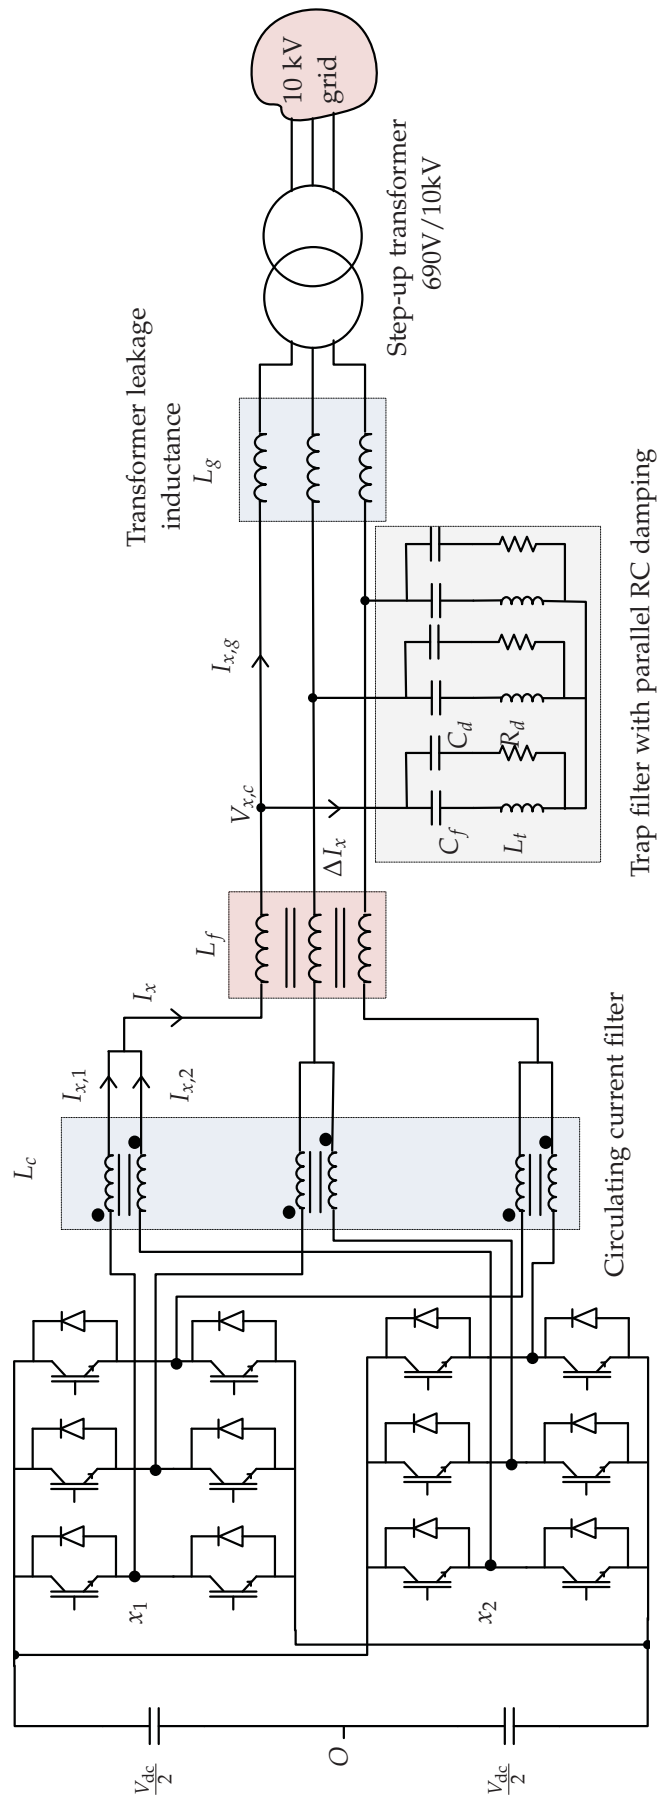 V_dc/2
V_dc/2
O
x_1
x_2
L_c
Circulating current filter
I_x,1
I_x,2
I_x
L_f
ΔI_x
V_x,c
I_x,g
C_f
L_t
C_d
R_d
Trap filter with parallel RC damping
Transformer leakage
inductance
L_g
Step-up transformer
690V/10kV
10 kV
grid